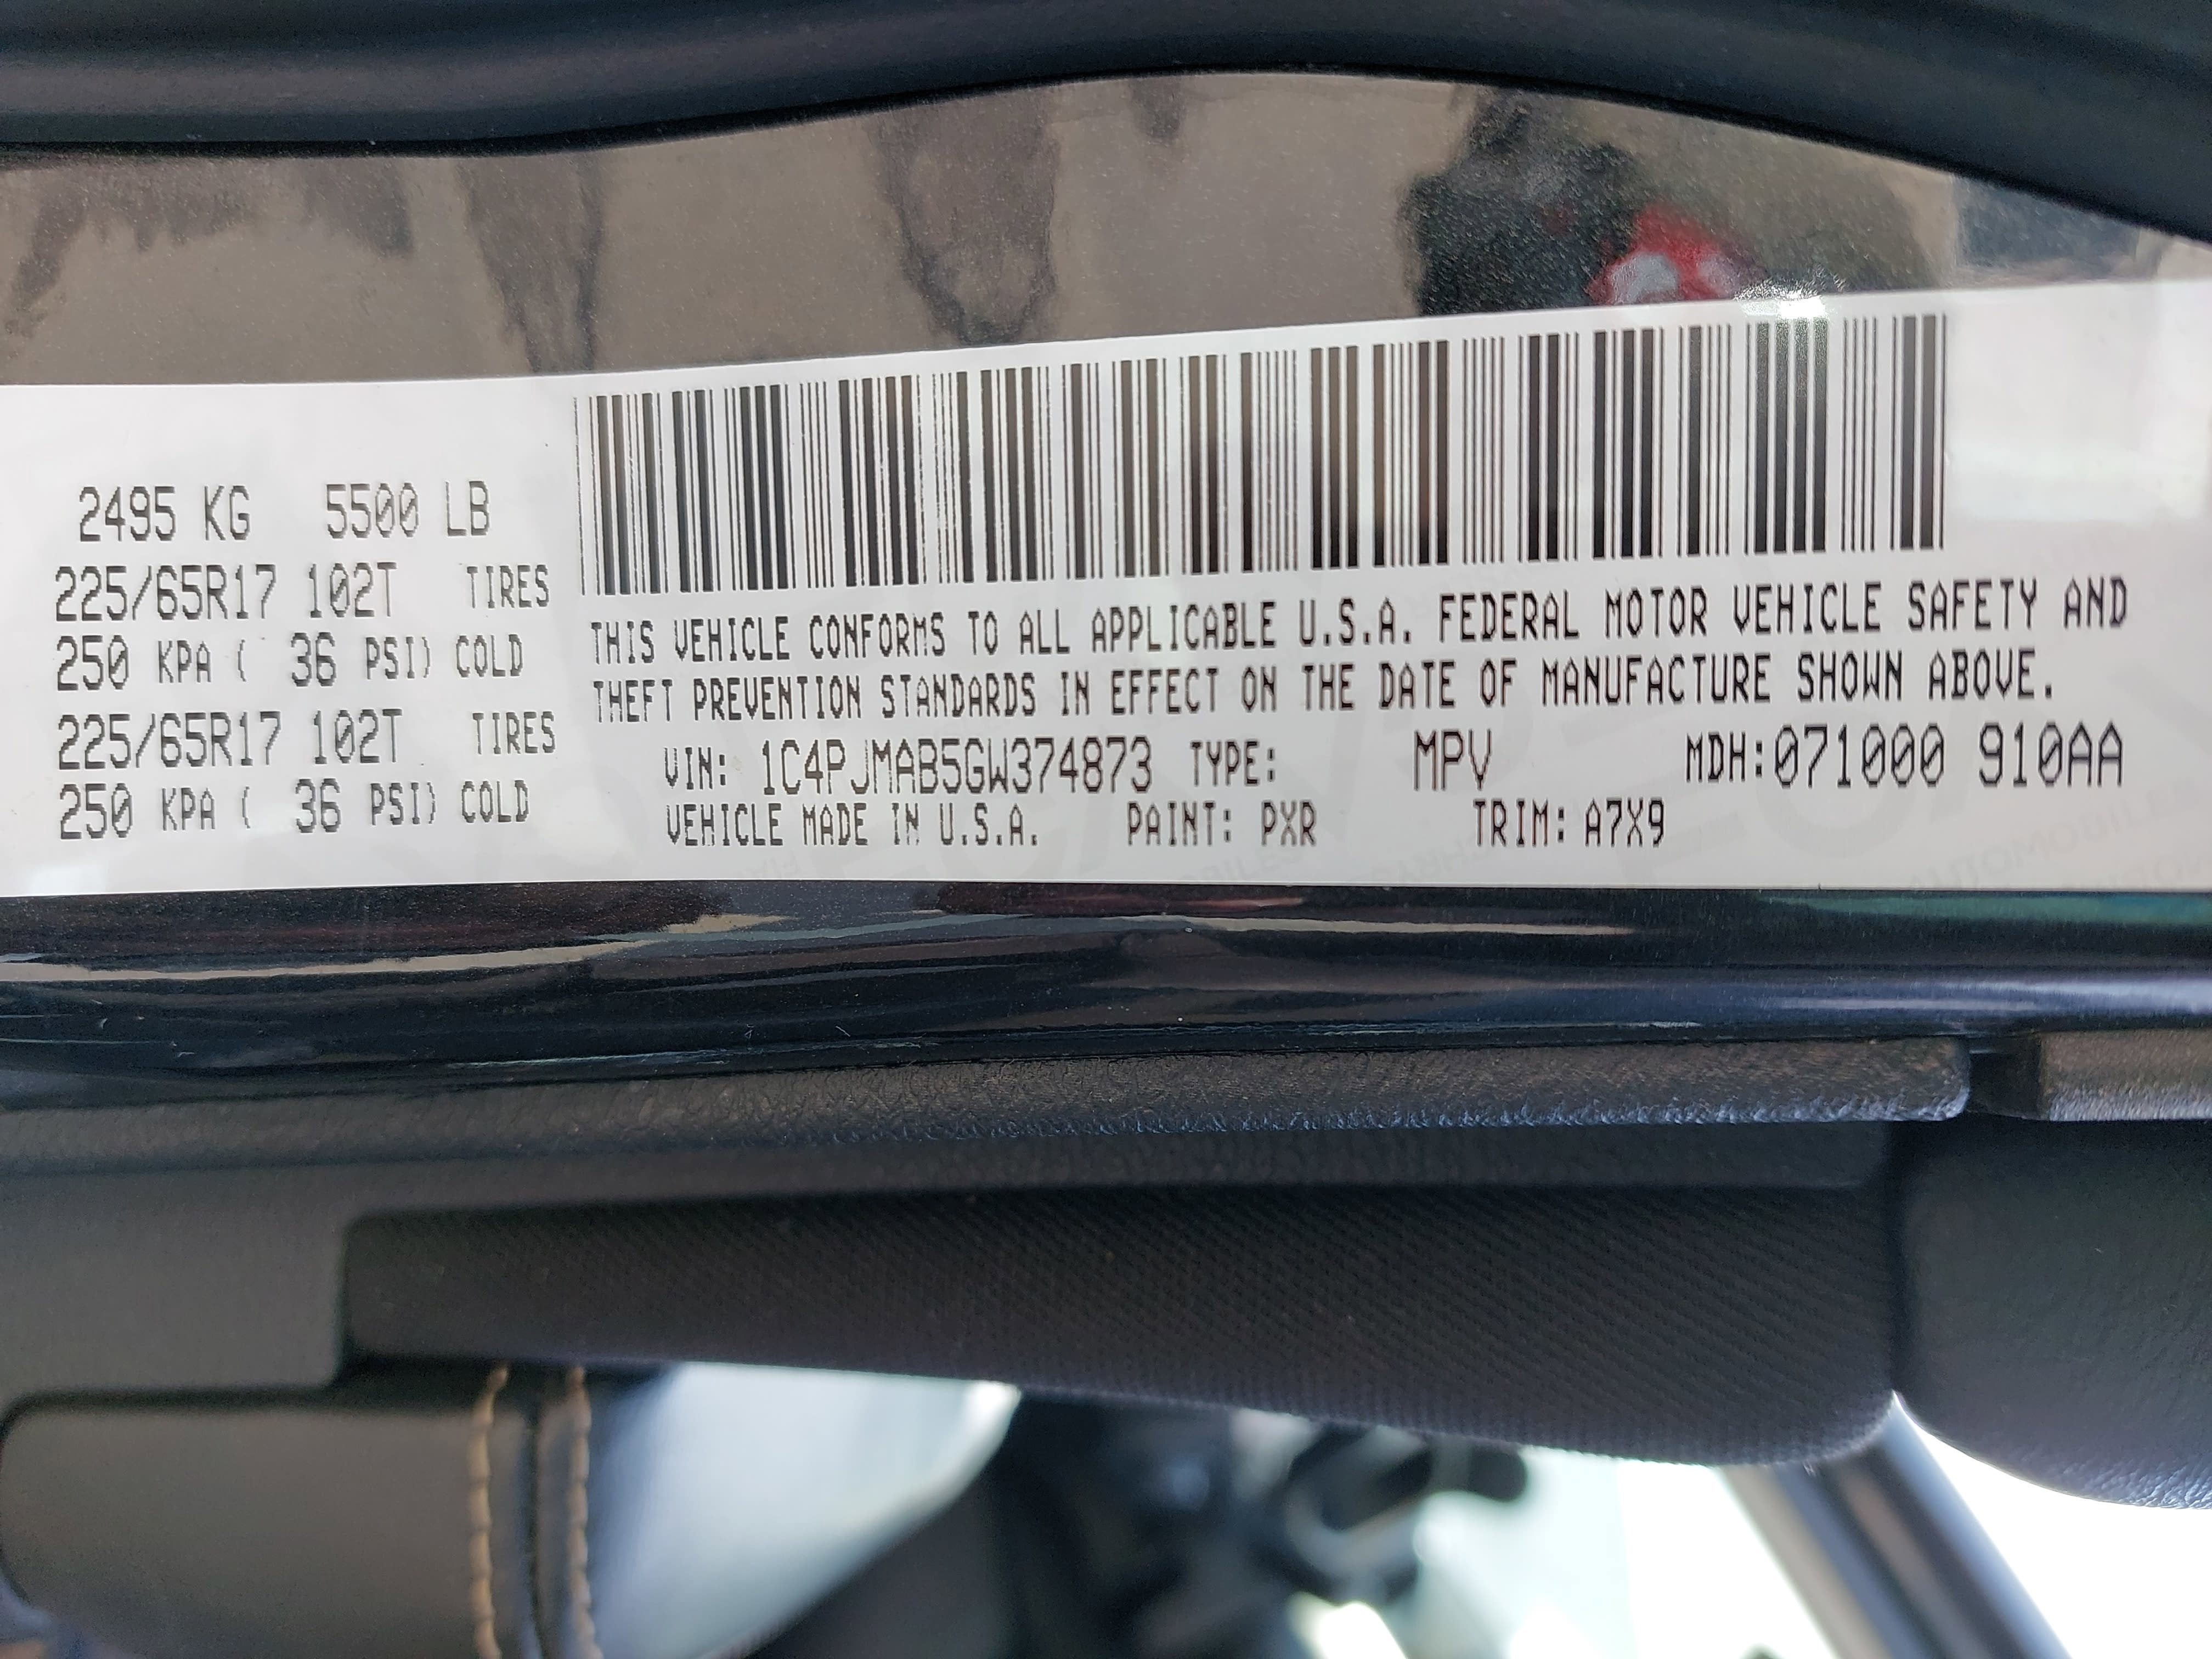 2495 KG 5500 LB
225/65R17 102T TIRES
250 KPA ( 36 PSI) COLD
225/65R17 102T TIRES
250 KPA ( 36 PSI) COLD
THIS VEHICLE CONFORMS TO ALL APPLICABLE U.S.A. FEDERAL MOTOR VEHICLE SAFETY AND
THEFT PREVENTION STANDARDS IN EFFECT ON THE DATE OF MANUFACTURE SHOWN ABOVE.
VIN: 1C4PJMAB5GW374873 TYPE: MPV MDH:071000 910AA
VEHICLE MADE IN U.S.A. PAINT: PXR TRIM: A7X9